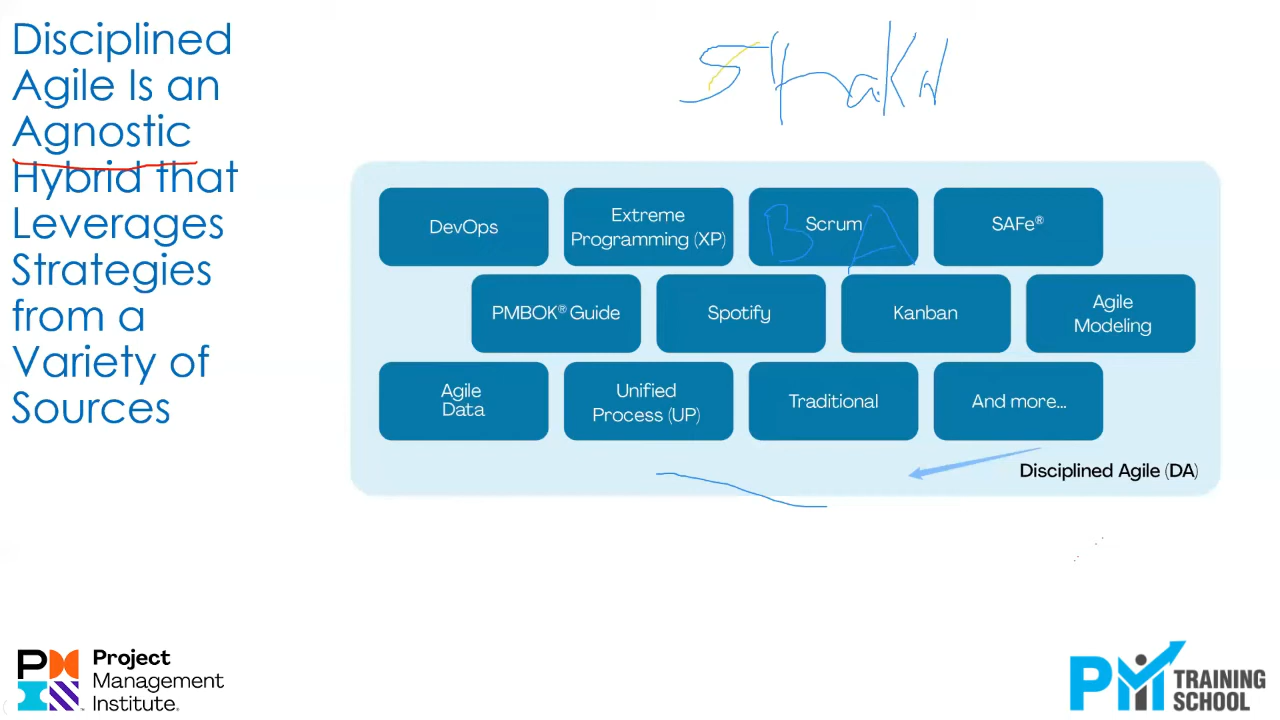 Disciplined
Agile Is an
Agnostic
Hybrid that
Leverages
Strategies
from a
Variety of
Sources
DevOps
Extreme
Programming (XP)
Scrum
B A
SAFe®
PMBOK® Guide
Spotify
Kanban
Agile
Modeling
Agile
Data
Unified
Process (UP)
Traditional
And more...
Disciplined Agile (DA)
Project
Management
Institute.
PM TRAINING
SCHOOL